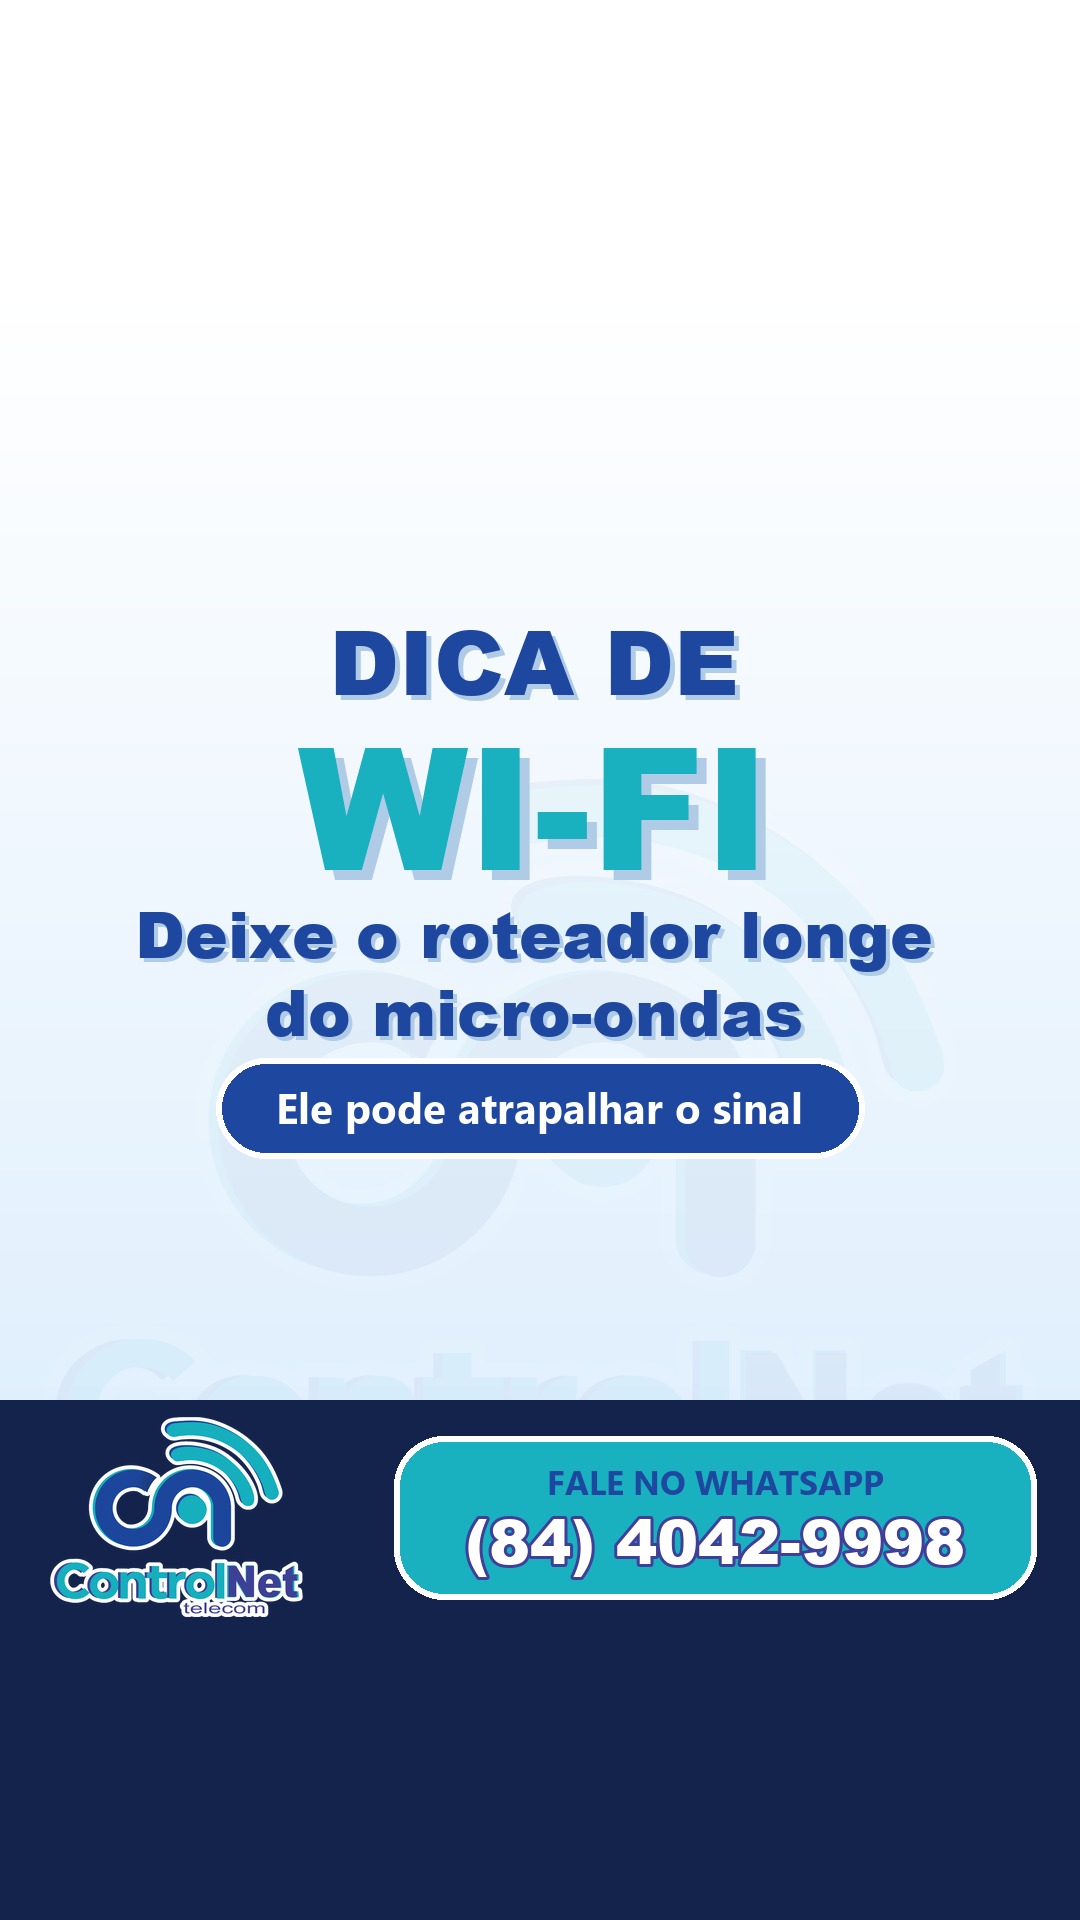 DICA DE
WI-FI
Deixe o roteador longe
do micro-ondas
Ele pode atrapalhar o sinal
ControlNet
ControlNet
telecom
FALE NO WHATSAPP
(84) 4042-9998